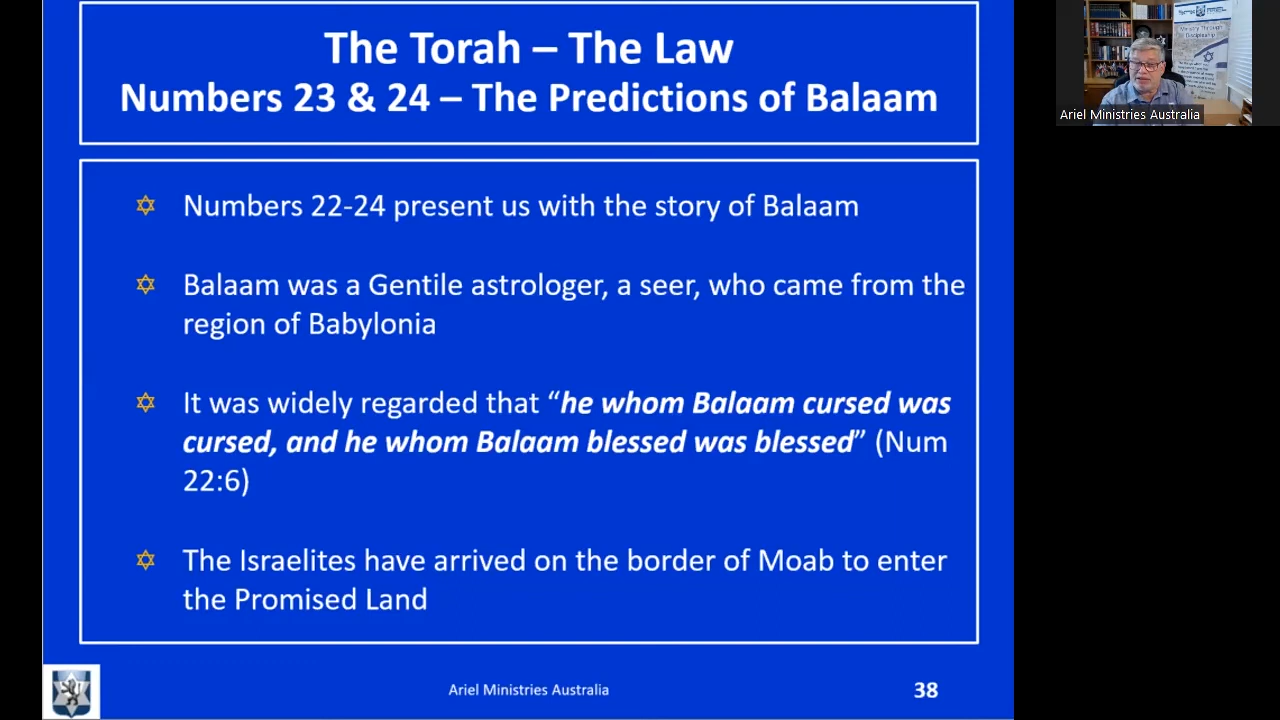 The Torah – The Law
Numbers 23 & 24 – The Predictions of Balaam
Numbers 22-24 present us with the story of Balaam
Balaam was a Gentile astrologer, a seer, who came from the
region of Babylonia
It was widely regarded that “he whom Balaam cursed was
cursed, and he whom Balaam blessed was blessed” (Num
22:6)
The Israelites have arrived on the border of Moab to enter
the Promised Land
Ariel Ministries Australia
38
Ministry Through
Discipleship
Ariel Ministries Australia